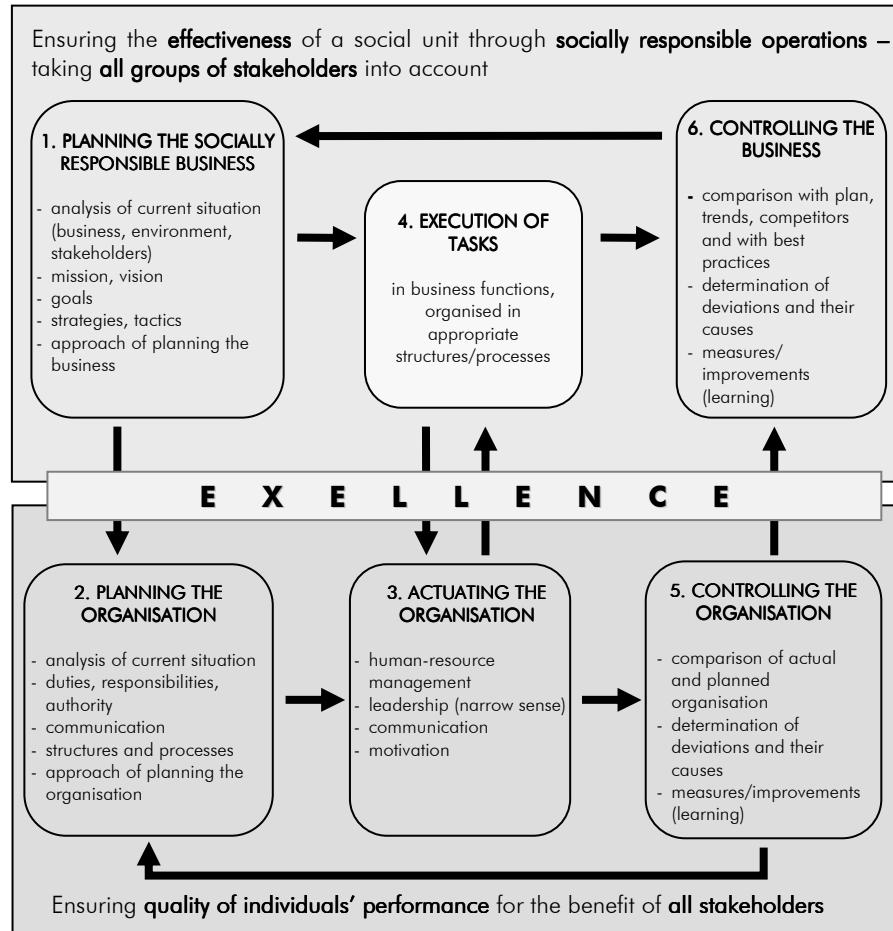 Ensuring the effectiveness of a social unit through socially responsible operations –
taking all groups of stakeholders into account
1. PLANNING THE SOCIALLY
RESPONSIBLE BUSINESS
- analysis of current situation
(business, environment,
stakeholders)
- mission, vision
- goals
- strategies, tactics
- approach of planning the
business
4. EXECUTION OF
TASKS
in business functions,
organised in
appropriate
structures/processes
6. CONTROLLING THE
BUSINESS
- comparison with plan,
trends, competitors
and with best
practices
- determination of
deviations and their
causes
- measures/
improvements
(learning)
E X E L L E N C E
2. PLANNING THE
ORGANISATION
- analysis of current situation
- duties, responsibilities,
authority
- communication
- structures and processes
- approach of planning the
organisation
3. ACTUATING THE
ORGANISATION
- human-resource
management
- leadership (narrow sense)
- communication
- motivation
5. CONTROLLING THE
ORGANISATION
- comparison of actual
and planned
organisation
- determination of
deviations and their
causes
- measures/improvements
(learning)
Ensuring quality of individuals’ performance for the benefit of all stakeholders